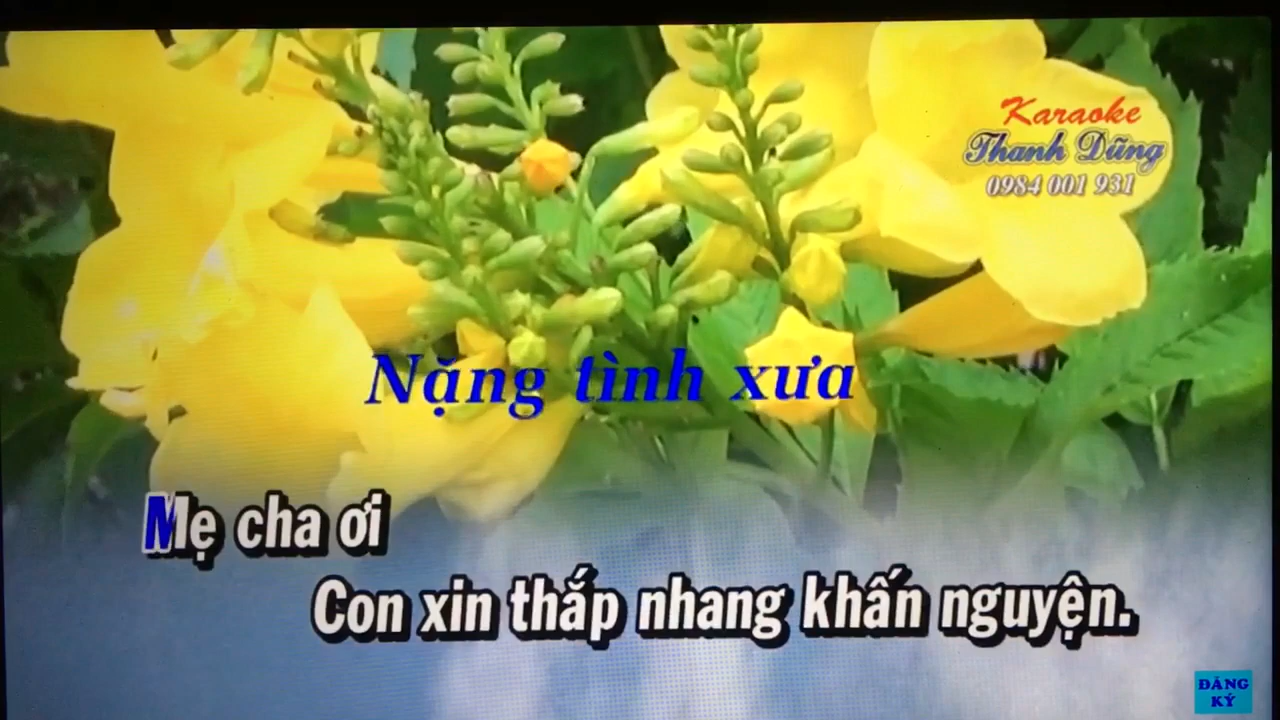 Karaoke
Thanh Dũng
0984 001 931
Nặng tình xưa
Mẹ cha ơi
Con xin thắp nhang khấn nguyện.
ĐĂNG
KÝ